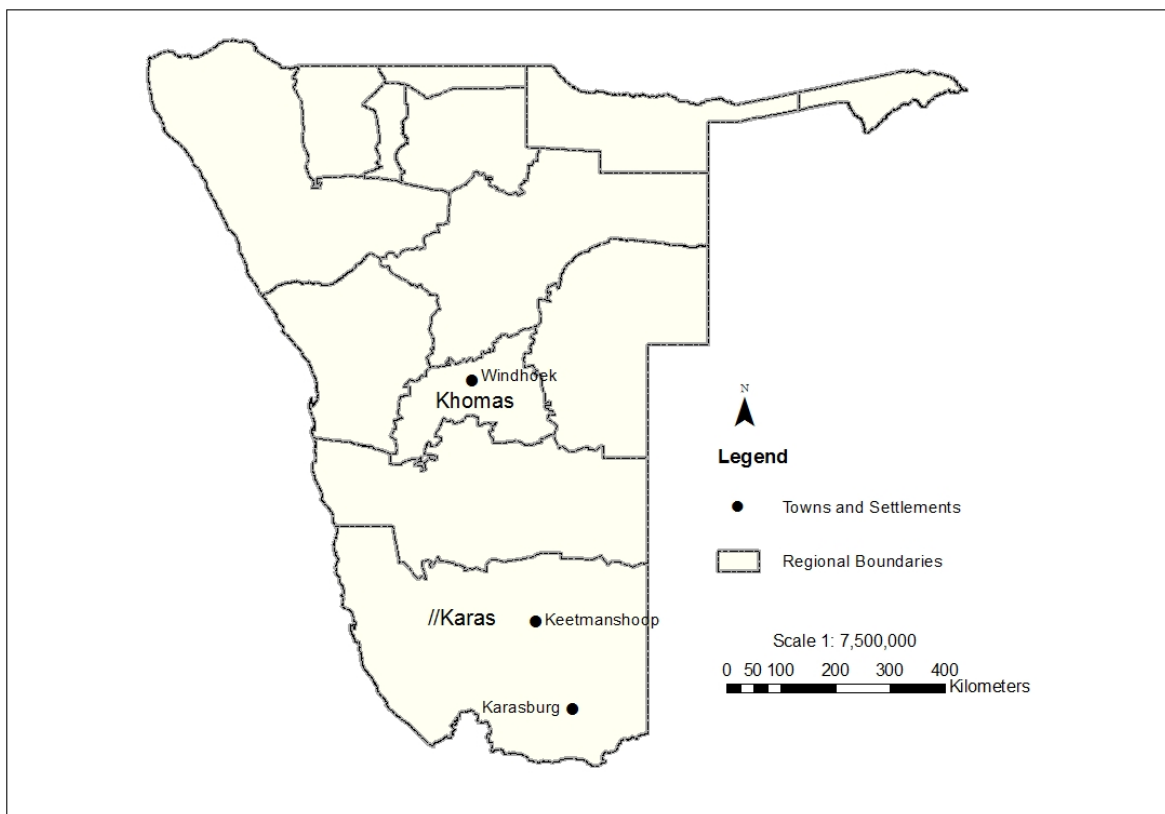 Windhoek
Khomas
N
Legend
Towns and Settlements
Regional Boundaries
//Karas
Keetmanshoop
Scale 1: 7,500,000
0 50 100 200 300 400
Kilometers
Karasburg